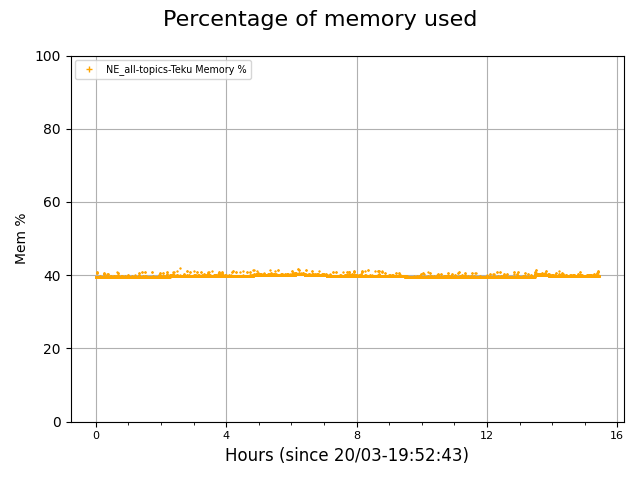 Percentage of memory used
NE_all-topics-Teku Memory %
Mem %
100
80
60
40
20
0
0 4 8 12 16
Hours (since 20/03-19:52:43)